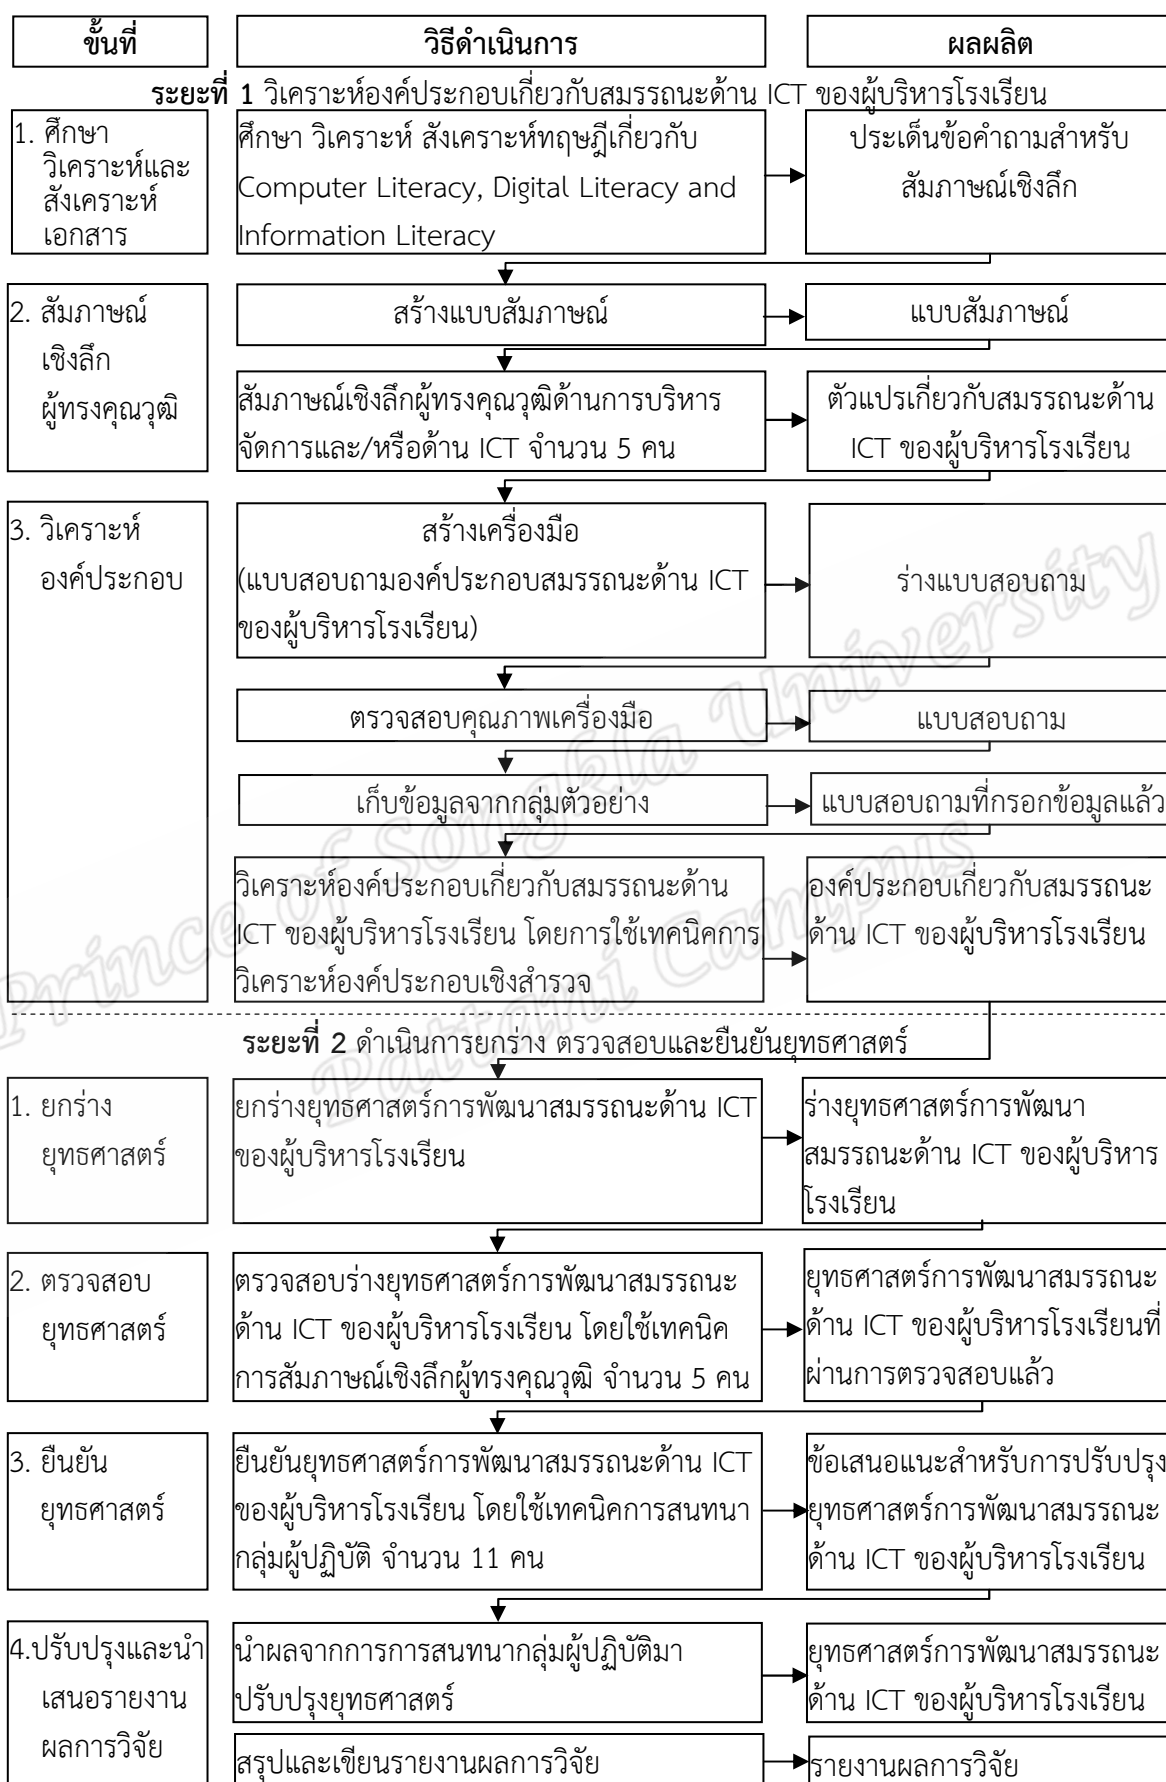 ขั้นที่
วิธีดำเนินการ
ผลผลิต
ระยะที่ 1 วิเคราะห์องค์ประกอบเกี่ยวกับสมรรถนะด้าน ICT ของผู้บริหารโรงเรียน
1. ศึกษา
วิเคราะห์และ
สังเคราะห์
เอกสาร
ศึกษา วิเคราะห์ สังเคราะห์ทฤษฎีเกี่ยวกับ
Computer Literacy, Digital Literacy and
Information Literacy
ประเด็นข้อคำถามสำหรับ
สัมภาษณ์เชิงลึก
2. สัมภาษณ์
เชิงลึก
ผู้ทรงคุณวุฒิ
สร้างแบบสัมภาษณ์
แบบสัมภาษณ์
สัมภาษณ์เชิงลึกผู้ทรงคุณวุฒิด้านการบริหาร
จัดการและ/หรือด้าน ICT จำนวน 5 คน
ตัวแปรเกี่ยวกับสมรรถนะด้าน
ICT ของผู้บริหารโรงเรียน
3. วิเคราะห์
องค์ประกอบ
สร้างเครื่องมือ
(แบบสอบถามองค์ประกอบสมรรถนะด้าน ICT
ของผู้บริหารโรงเรียน)
ร่างแบบสอบถาม
ตรวจสอบคุณภาพเครื่องมือ
แบบสอบถาม
เก็บข้อมูลจากกลุ่มตัวอย่าง
แบบสอบถามที่กรอกข้อมูลแล้ว
วิเคราะห์องค์ประกอบเกี่ยวกับสมรรถนะด้าน
ICT ของผู้บริหารโรงเรียน โดยการใช้เทคนิคการ
วิเคราะห์องค์ประกอบเชิงสำรวจ
องค์ประกอบเกี่ยวกับสมรรถนะ
ด้าน ICT ของผู้บริหารโรงเรียน
ระยะที่ 2 ดำเนินการยกร่าง ตรวจสอบและยืนยันยุทธศาสตร์
1. ยกร่าง
ยุทธศาสตร์
ยกร่างยุทธศาสตร์การพัฒนาสมรรถนะด้าน ICT
ของผู้บริหารโรงเรียน
ร่างยุทธศาสตร์การพัฒนา
สมรรถนะด้าน ICT ของผู้บริหาร
โรงเรียน
2. ตรวจสอบ
ยุทธศาสตร์
ตรวจสอบร่างยุทธศาสตร์การพัฒนาสมรรถนะ
ด้าน ICT ของผู้บริหารโรงเรียน โดยใช้เทคนิค
การสัมภาษณ์เชิงลึกผู้ทรงคุณวุฒิ จำนวน 5 คน
ยุทธศาสตร์การพัฒนาสมรรถนะ
ด้าน ICT ของผู้บริหารโรงเรียนที่
ผ่านการตรวจสอบแล้ว
3. ยืนยัน
ยุทธศาสตร์
ยืนยันยุทธศาสตร์การพัฒนาสมรรถนะด้าน ICT
ของผู้บริหารโรงเรียน โดยใช้เทคนิคการสนทนา
กลุ่มผู้ปฏิบัติ จำนวน 11 คน
ข้อเสนอแนะสำหรับการปรับปรุง
ยุทธศาสตร์การพัฒนาสมรรถนะ
ด้าน ICT ของผู้บริหารโรงเรียน
4.ปรับปรุงและนำ
เสนอรายงาน
ผลการวิจัย
นำผลจากการการสนทนากลุ่มผู้ปฏิบัติมา
ปรับปรุงยุทธศาสตร์
ยุทธศาสตร์การพัฒนาสมรรถนะ
ด้าน ICT ของผู้บริหารโรงเรียน
สรุปและเขียนรายงานผลการวิจัย
รายงานผลการวิจัย
Prince of Songkla University
Pattani Campus